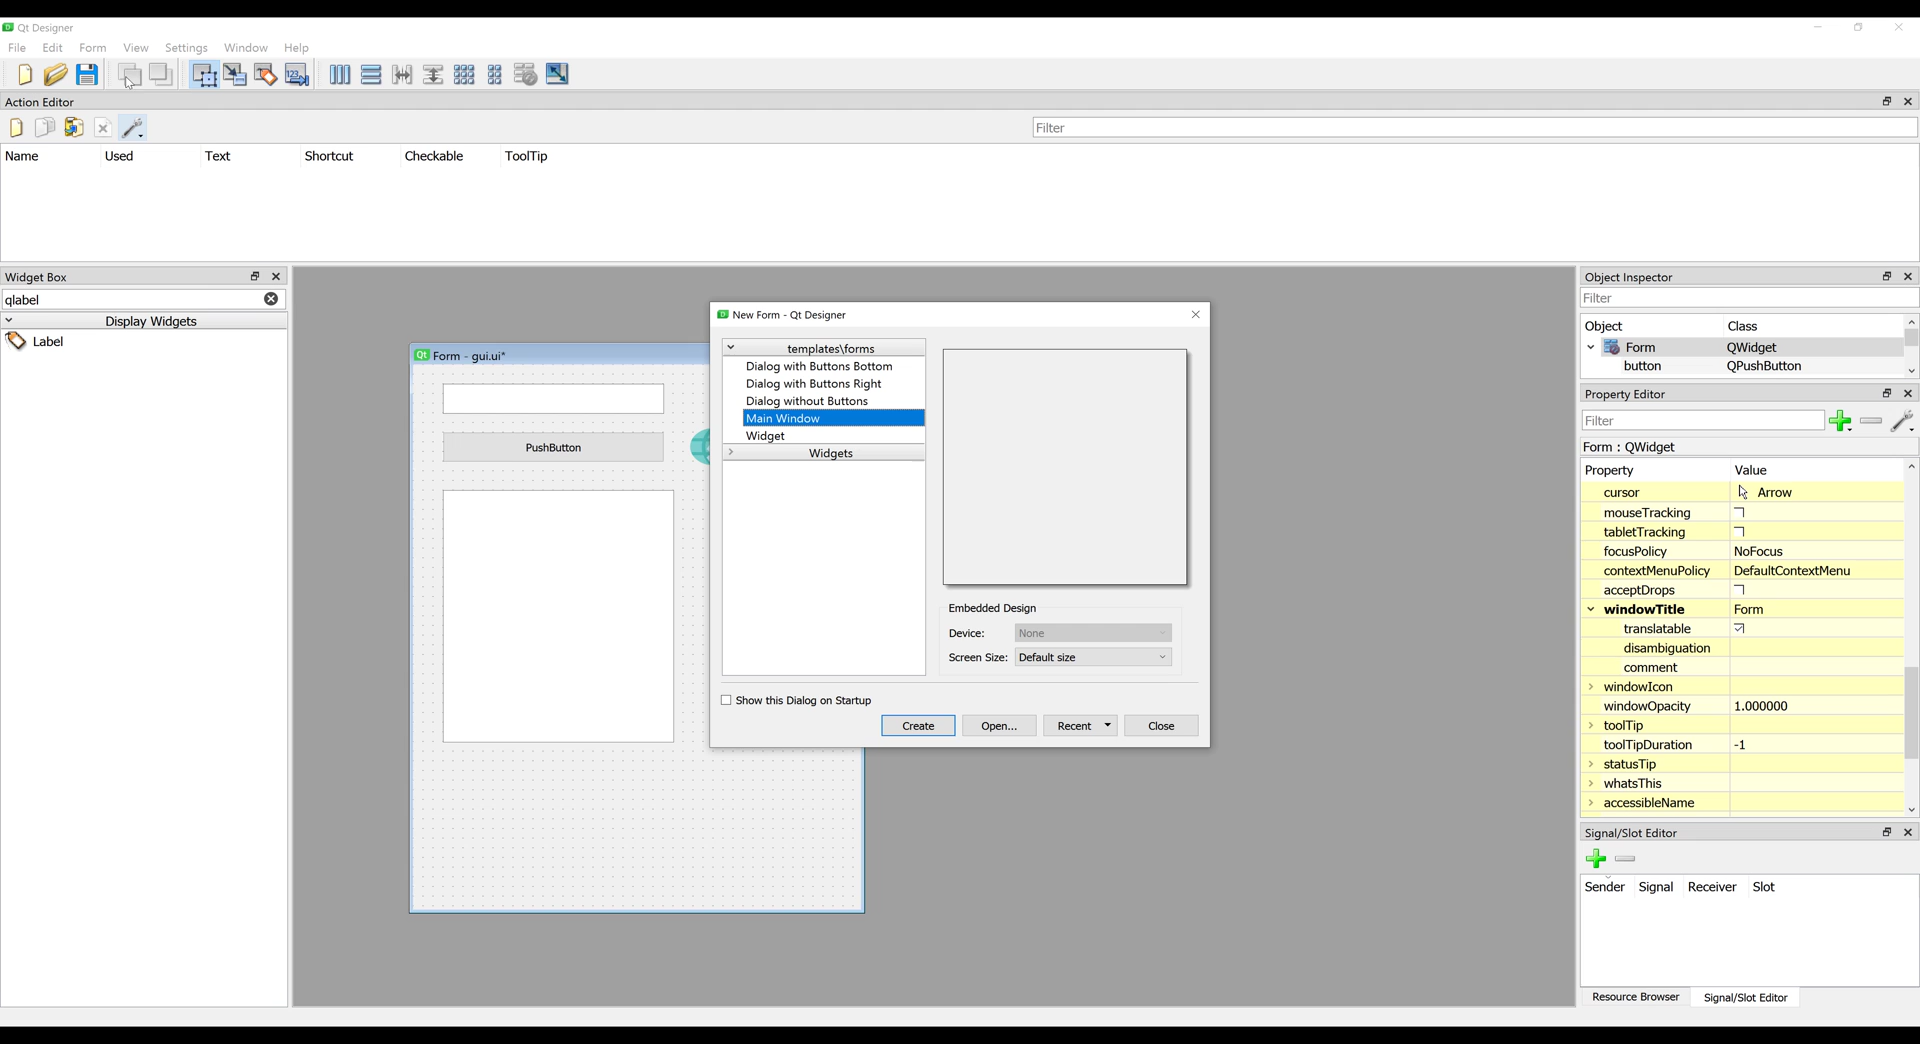 Qt Designer
File Edit Form View Settings Window Help
123
Action Editor
Filter
Name Used Text Shortcut Checkable ToolTip
Widget Box
qlabel
Display Widgets
Label
Qt Form - gui.ui*
PushButton
D New Form - Qt Designer
templates\forms
Dialog with Buttons Bottom
Dialog with Buttons Right
Dialog without Buttons
Main Window
Widget
Widgets
Embedded Design
Device: None
Screen Size: Default size
Show this Dialog on Startup
Create Open... Recent Close
Object Inspector
Filter
Object Class
Form QWidget
button QPushButton
Property Editor
Filter
Form : QWidget
Property Value
cursor Arrow
mouseTracking
tabletTracking
focusPolicy NoFocus
contextMenuPolicy DefaultContextMenu
acceptDrops
windowTitle Form
translatable
disambiguation
comment
windowIcon
windowOpacity 1.000000
toolTip
toolTipDuration -1
statusTip
whatsThis
accessibleName
Signal/Slot Editor
Sender Signal Receiver Slot
Resource Browser Signal/Slot Editor